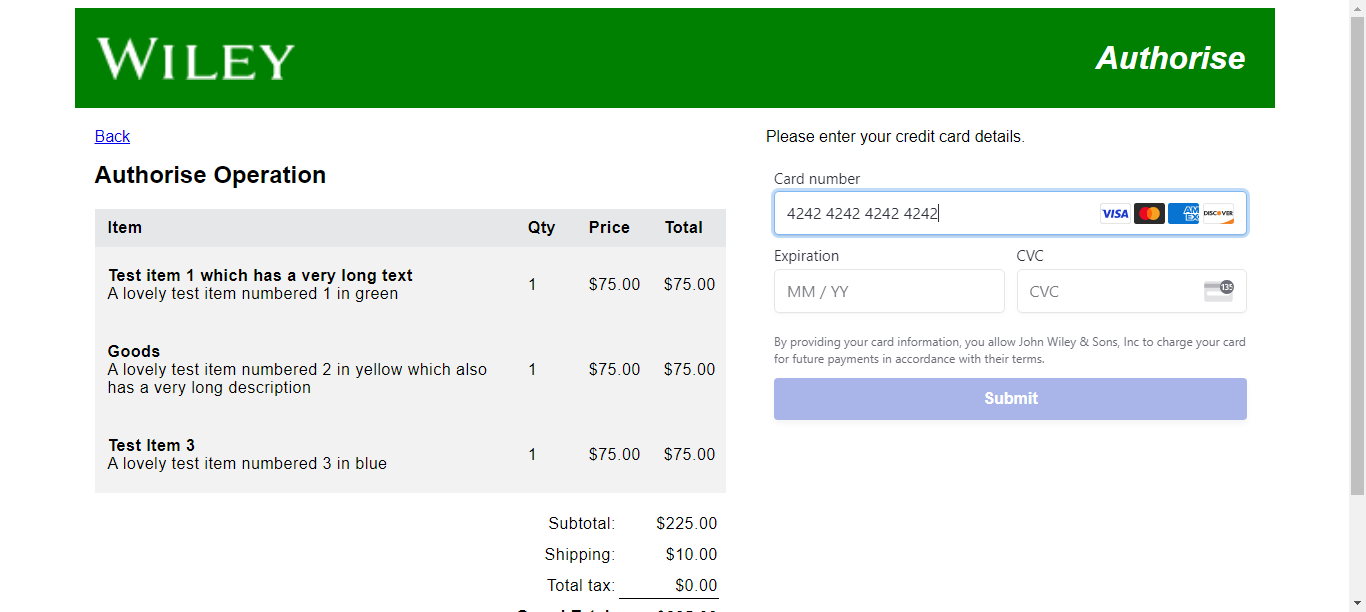 WILEY
Authorise
Back
Authorise Operation
Item Qty Price Total
Test item 1 which has a very long text
A lovely test item numbered 1 in green
1 $75.00 $75.00
Goods
A lovely test item numbered 2 in yellow which also
has a very long description
1 $75.00 $75.00
Test Item 3
A lovely test item numbered 3 in blue
1 $75.00 $75.00
Subtotal: $225.00
Shipping: $10.00
Total tax: $0.00
Please enter your credit card details.
Card number
4242 4242 4242 4242
VISA
AM
EX
DISCOVER
Expiration
CVC
MM / YY
CVC
135
By providing your card information, you allow John Wiley & Sons, Inc to charge your card
for future payments in accordance with their terms.
Submit